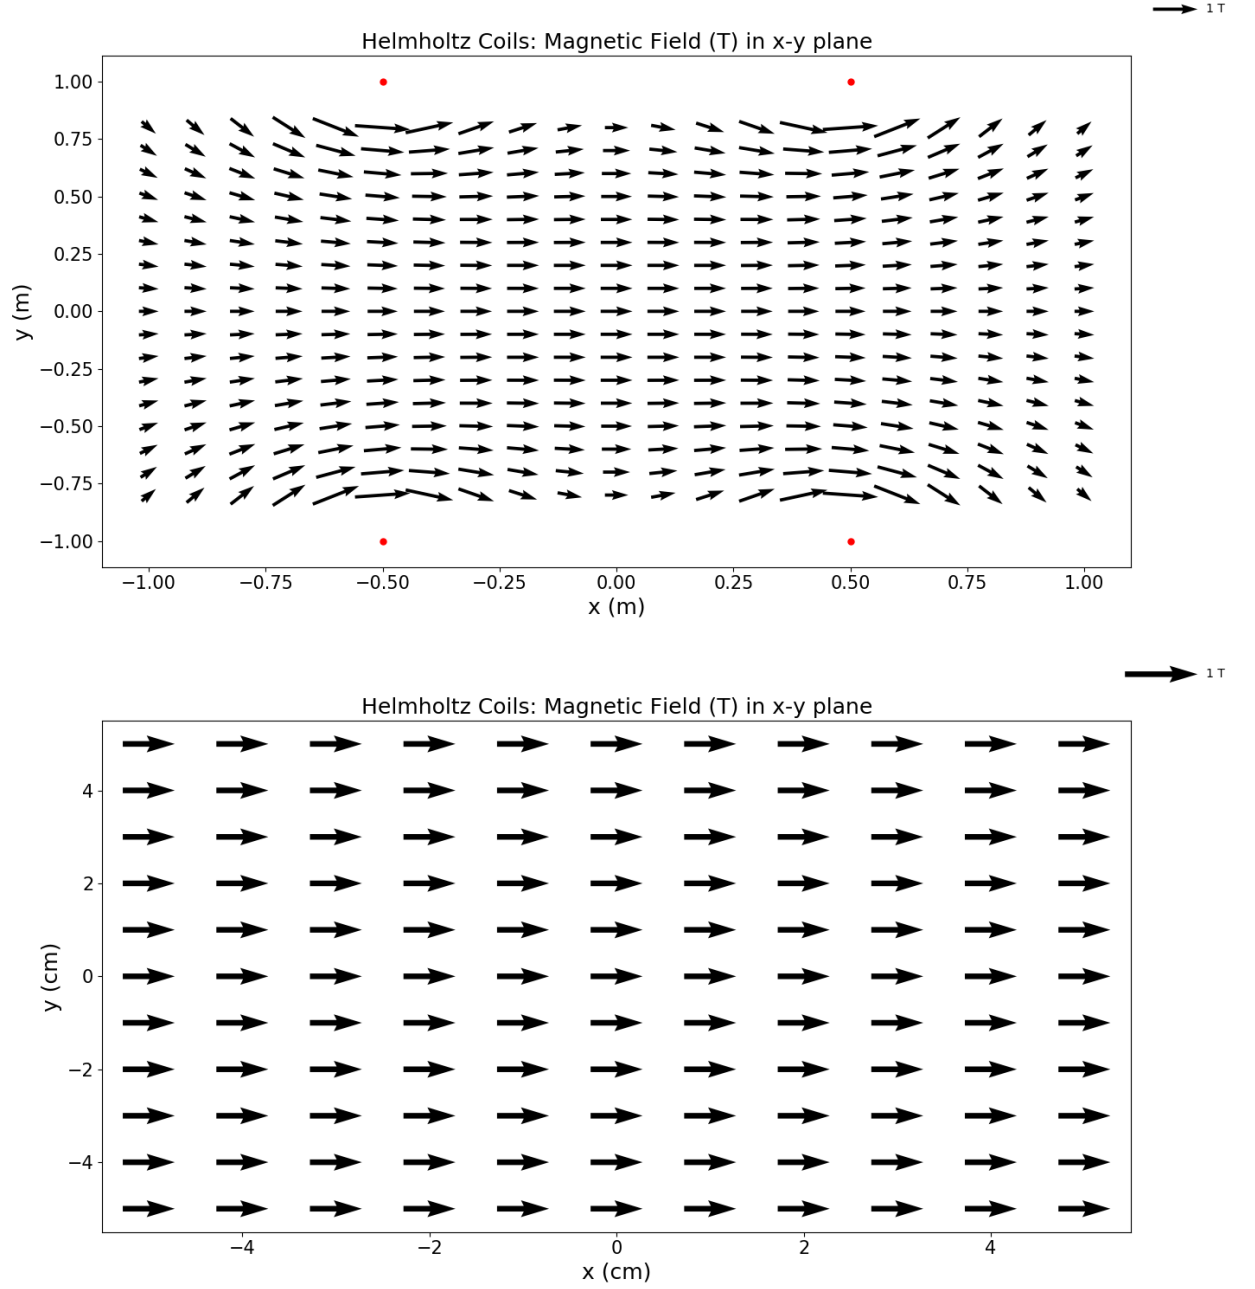 1 T
Helmholtz Coils: Magnetic Field (T) in x-y plane
1.00
0.75
0.50
0.25
0.00
−0.25
−0.50
−0.75
−1.00
y (m)
−1.00 −0.75 −0.50 −0.25 0.00 0.25 0.50 0.75 1.00
x (m)
1 T
Helmholtz Coils: Magnetic Field (T) in x-y plane
4
2
0
−2
−4
y (cm)
−4 −2 0 2 4
x (cm)